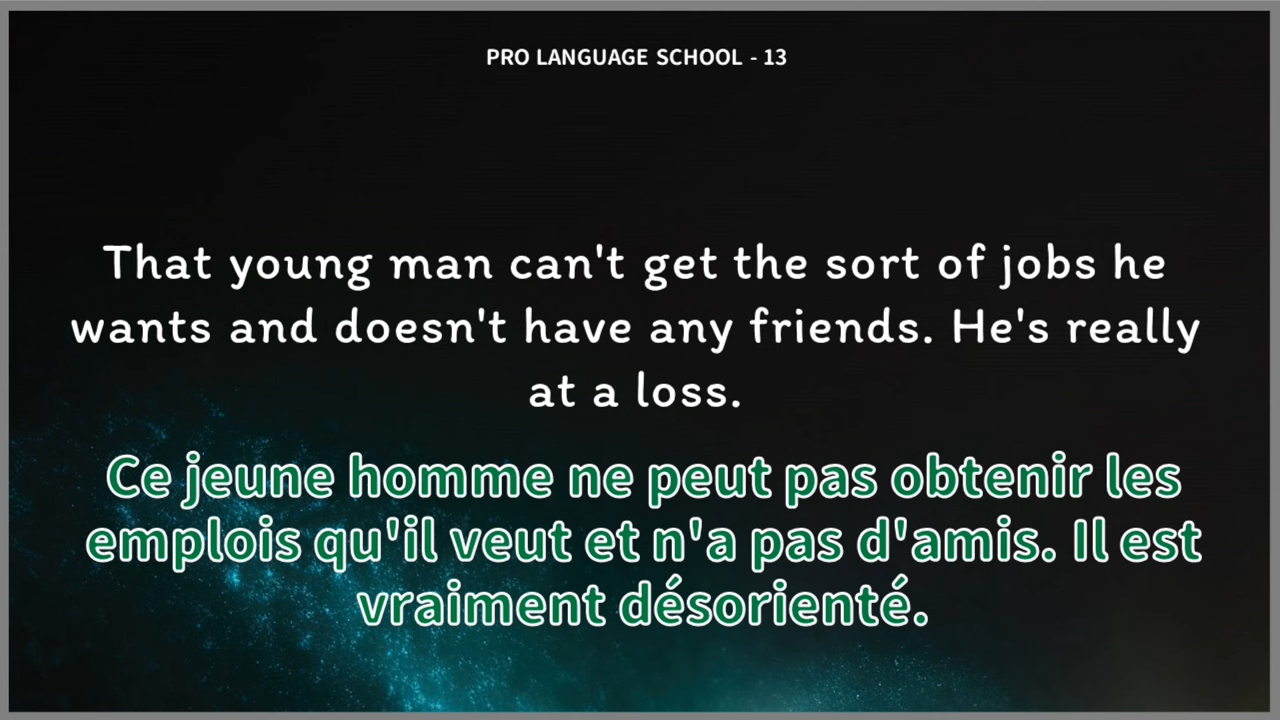 PRO LANGUAGE SCHOOL - 13
That young man can't get the sort of jobs he
wants and doesn't have any friends. He's really
at a loss.
Ce jeune homme ne peut pas obtenir les
emplois qu'il veut et n'a pas d'amis. Il est
vraiment désorienté.